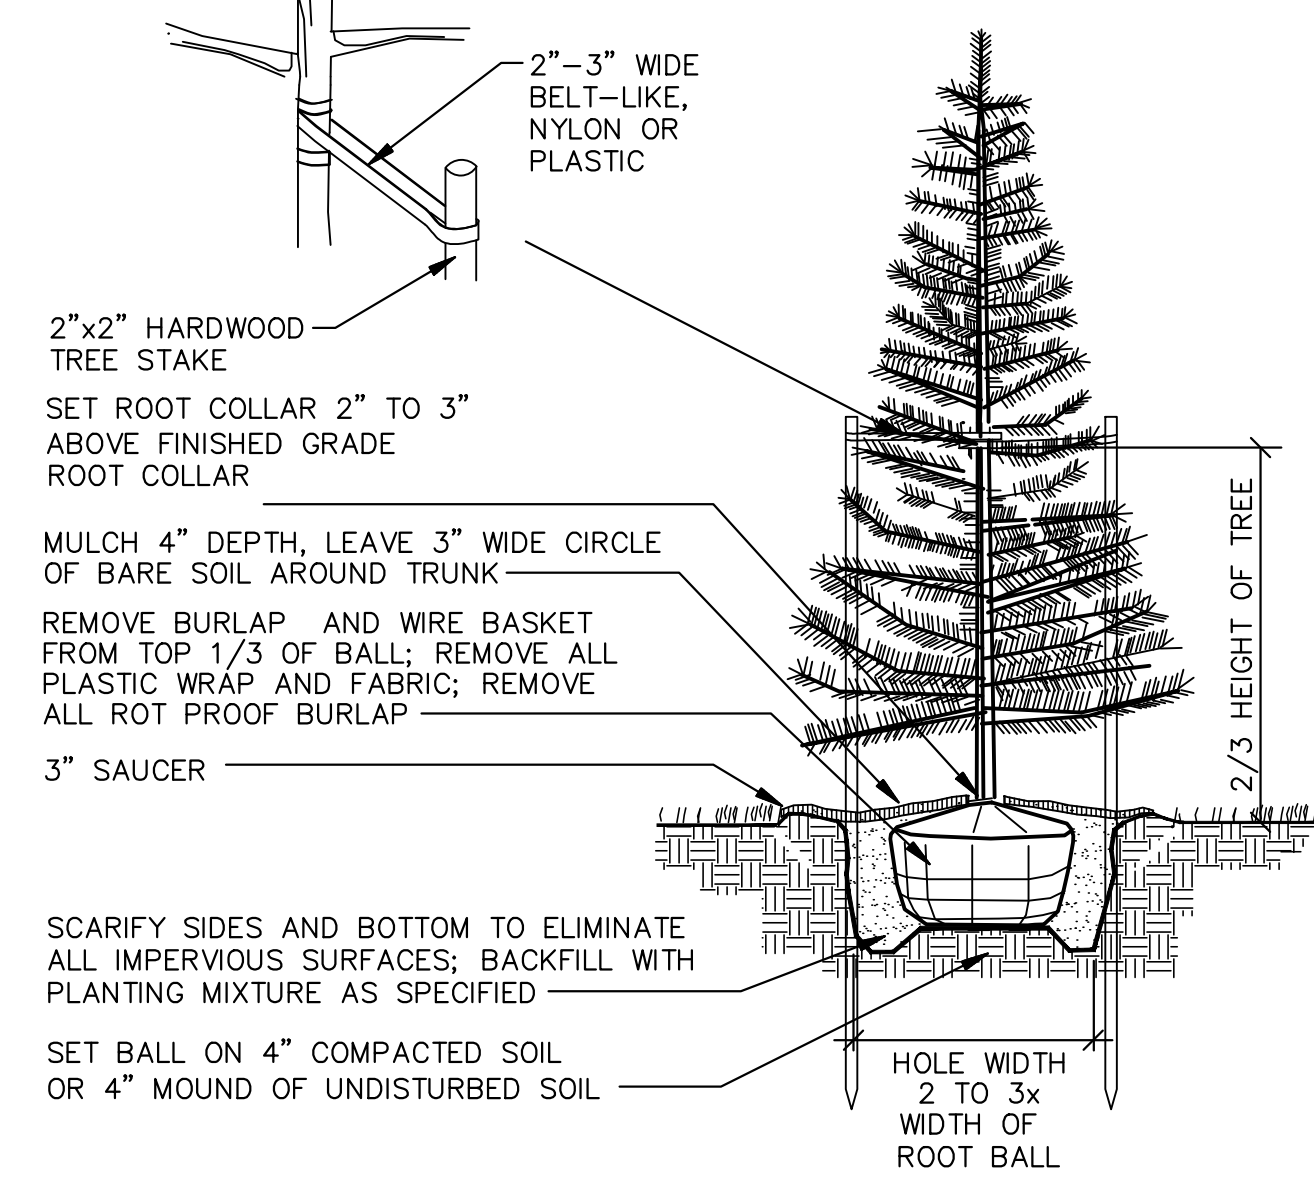 2”–3” WIDE
BELT–LIKE,
NYLON OR
PLASTIC
2”x2” HARDWOOD
TREE STAKE
SET ROOT COLLAR 2” TO 3”
ABOVE FINISHED GRADE
ROOT COLLAR
MULCH 4” DEPTH, LEAVE 3” WIDE CIRCLE
OF BARE SOIL AROUND TRUNK
REMOVE BURLAP AND WIRE BASKET
FROM TOP 1/3 OF BALL; REMOVE ALL
PLASTIC WRAP AND FABRIC; REMOVE
ALL ROT PROOF BURLAP
3” SAUCER
SCARIFY SIDES AND BOTTOM TO ELIMINATE
ALL IMPERVIOUS SURFACES; BACKFILL WITH
PLANTING MIXTURE AS SPECIFIED
SET BALL ON 4” COMPACTED SOIL
OR 4” MOUND OF UNDISTURBED SOIL
2/3 HEIGHT OF TREE
HOLE WIDTH
2 TO 3x
WIDTH OF
ROOT BALL